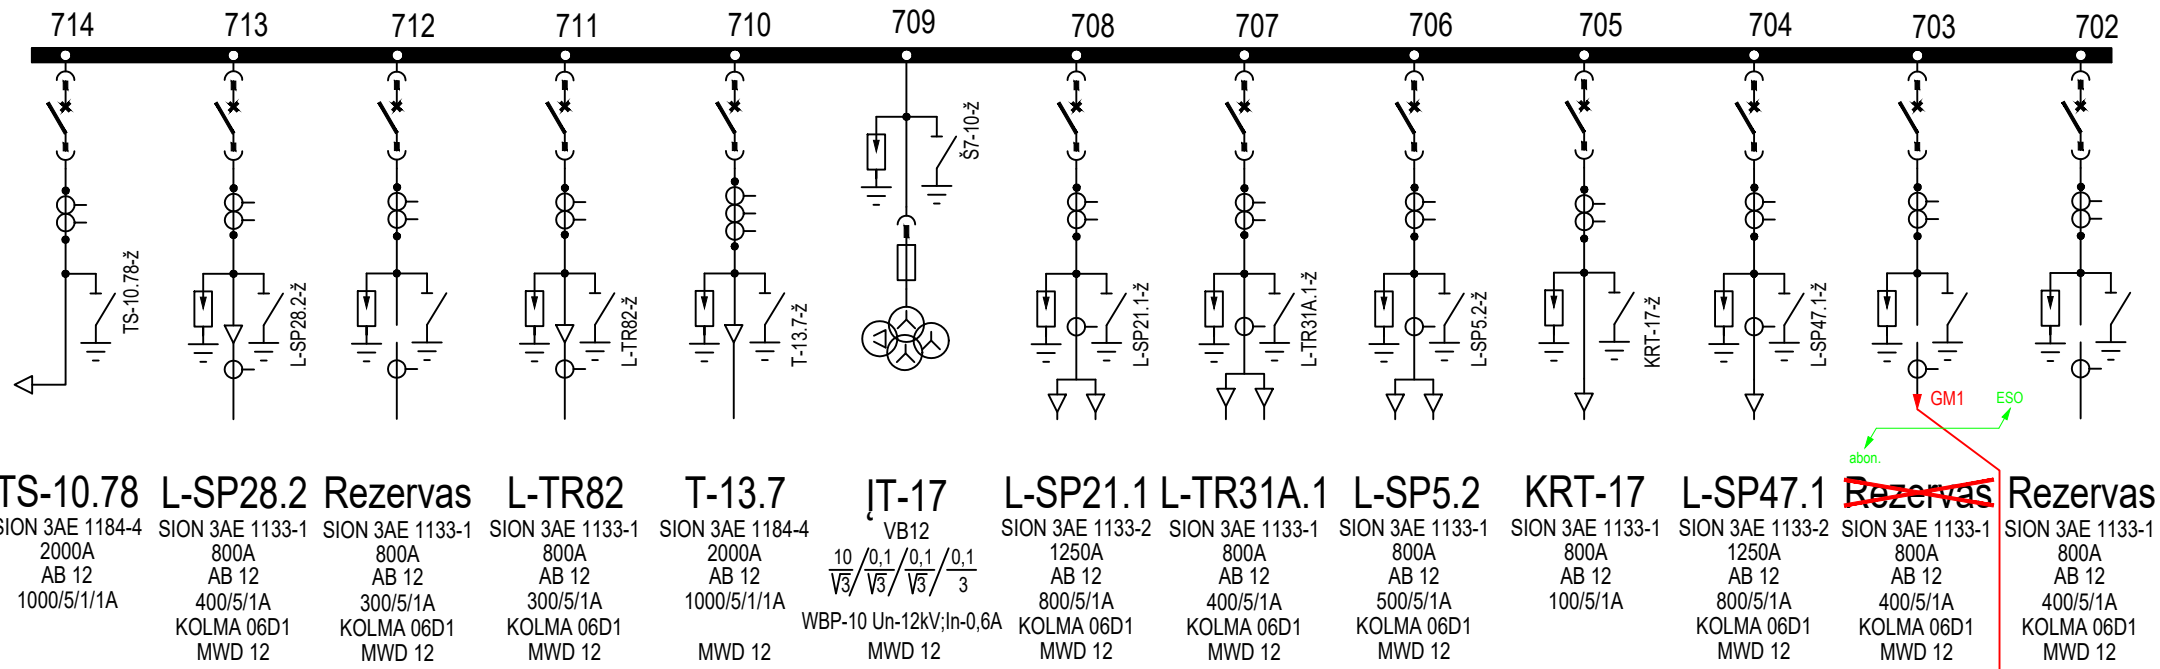 714 713 712 711 710 709 708 707 706 705 704 703 702
Š7-10-ž
TS-10.78-ž
L-SP28.2-ž
L-TR82-ž
T-13.7-ž
L-SP21.1-ž
L-TR31A.1-ž
L-SP5.2-ž
KRT-17-ž
L-SP47.1-ž
GM1
ESO
abon.
TS-10.78
SION 3AE 1184-4
2000A
AB 12
1000/5/1/1A
L-SP28.2
SION 3AE 1133-1
800A
AB 12
400/5/1A
KOLMA 06D1
MWD 12
Rezervas
SION 3AE 1133-1
800A
AB 12
300/5/1A
KOLMA 06D1
MWD 12
L-TR82
SION 3AE 1133-1
800A
AB 12
300/5/1A
KOLMA 06D1
MWD 12
T-13.7
SION 3AE 1184-4
2000A
AB 12
1000/5/1/1A
MWD 12
ĮT-17
VB12
10/√3/0,1/√3/0,1/√3/0,1/3
WBP-10 Un-12kV;In-0,6A
MWD 12
L-SP21.1
SION 3AE 1133-2
1250A
AB 12
800/5/1A
KOLMA 06D1
MWD 12
L-TR31A.1
SION 3AE 1133-1
800A
AB 12
400/5/1A
KOLMA 06D1
MWD 12
L-SP5.2
SION 3AE 1133-1
800A
AB 12
500/5/1A
KOLMA 06D1
MWD 12
KRT-17
SION 3AE 1133-1
800A
AB 12
100/5/1A
L-SP47.1
SION 3AE 1133-2
1250A
AB 12
800/5/1A
KOLMA 06D1
MWD 12
Rezervas
SION 3AE 1133-1
800A
AB 12
400/5/1A
KOLMA 06D1
MWD 12
Rezervas
SION 3AE 1133-1
800A
AB 12
400/5/1A
KOLMA 06D1
MWD 12